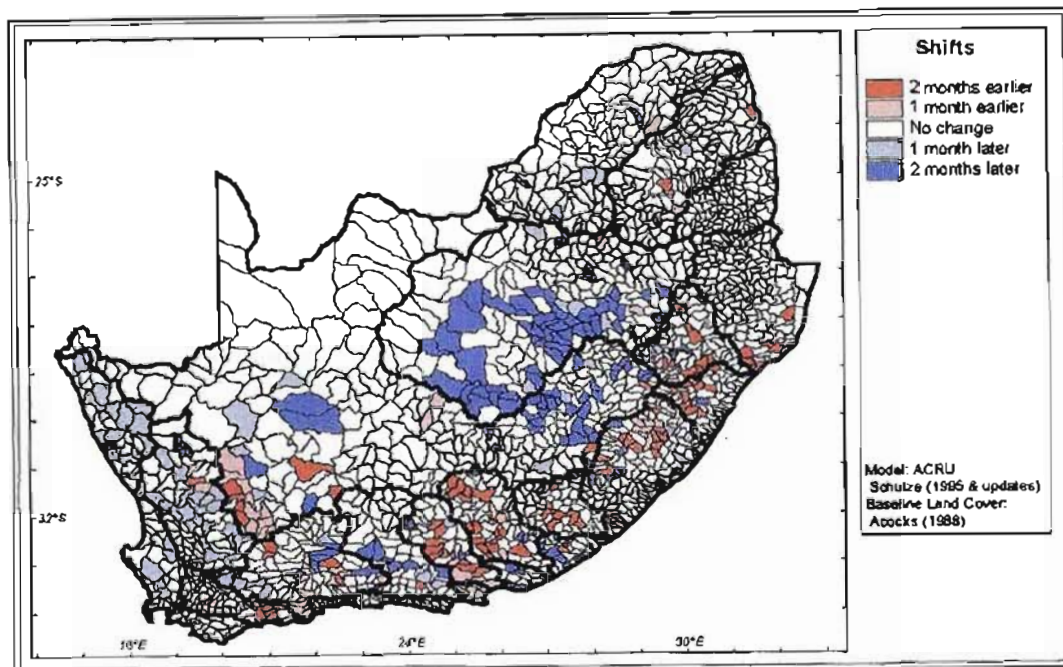 Shifts
2 months earlier
1 month earlier
No change
1 month later
2 months later
25°S
32°S
Model: ACRU
Schulze (1995 & updates)
Baseline Land Cover:
Acocks (1988)
24°E
30°E